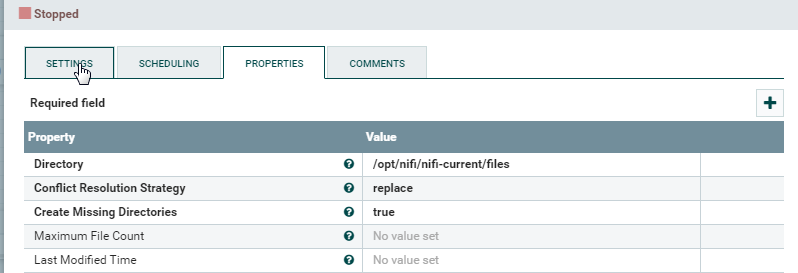 Stopped
SETTINGS SCHEDULING PROPERTIES COMMENTS
Required field
Property Value
Directory /opt/nifi/nifi-current/files
Conflict Resolution Strategy replace
Create Missing Directories true
Maximum File Count No value set
Last Modified Time No value set